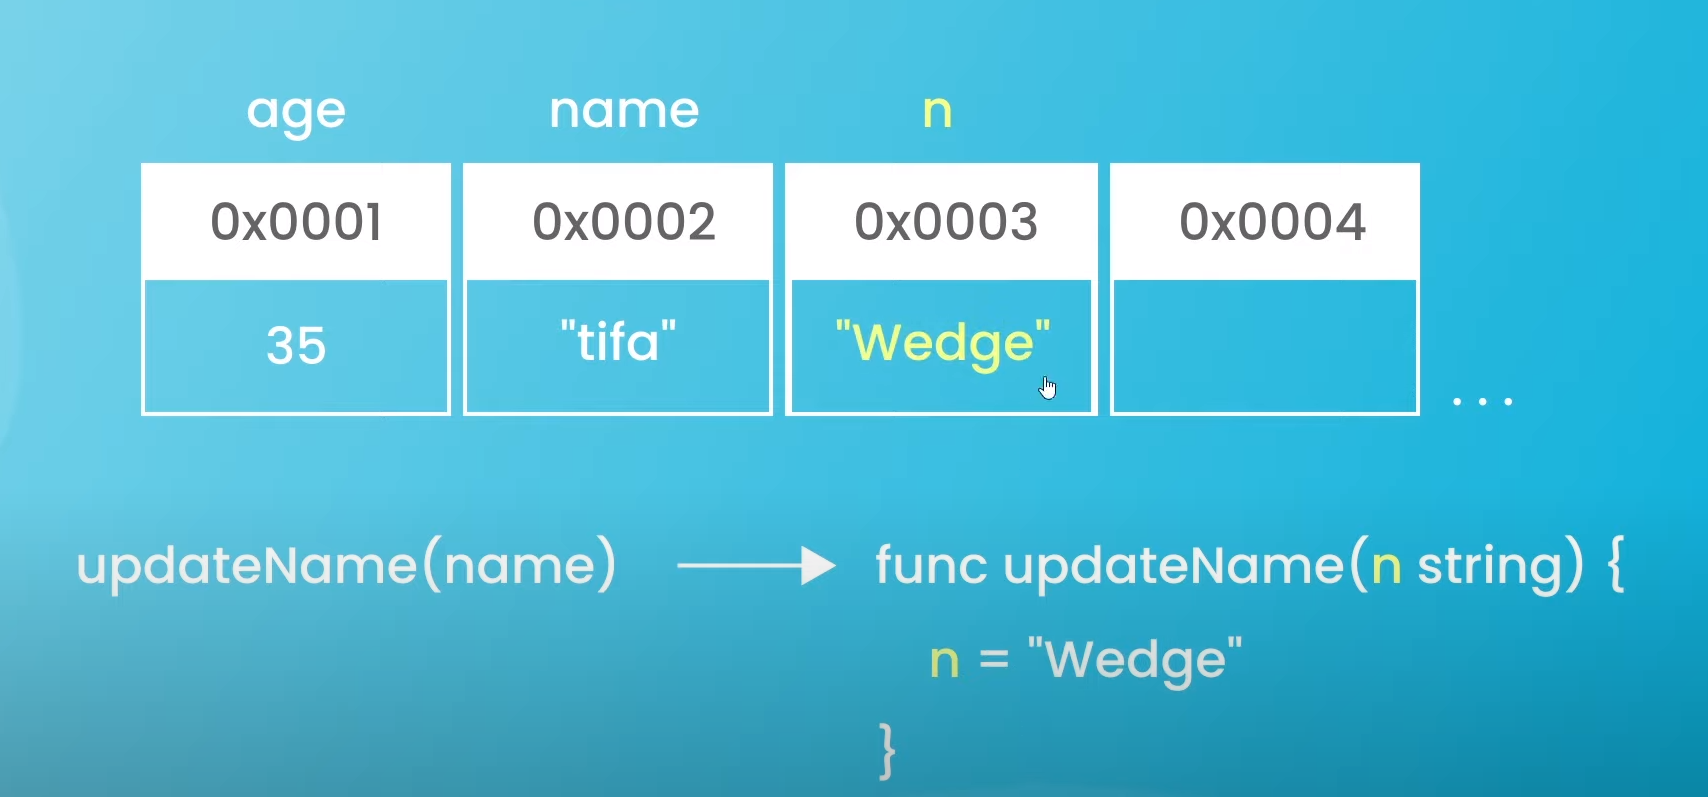 age name n
0x0001 0x0002 0x0003 0x0004
35 "tifa" "Wedge"
...
updateName(name) → func updateName(n string) {
n = "Wedge"
}